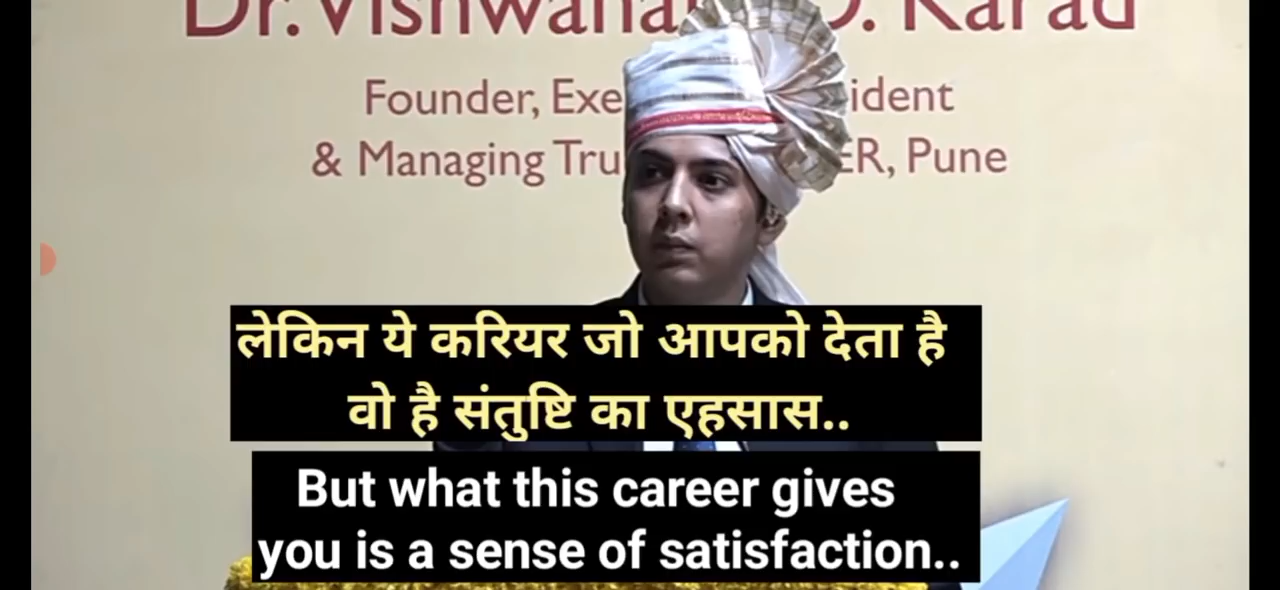 Dr. Vishwana D. Karad
Founder, Exe ident
& Managing Tru ER, Pune
लेकिन ये करियर जो आपको देता है
वो है संतुष्टि का एहसास..
But what this career gives
you is a sense of satisfaction..